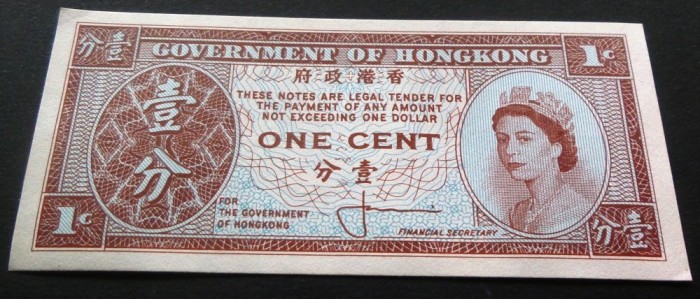 分壹
GOVERNMENT OF HONGKONG
1C
府政港香
THESE NOTES ARE LEGAL TENDER FOR
THE PAYMENT OF ANY AMOUNT
NOT EXCEEDING ONE DOLLAR
壹
分
ONE CENT
分壹
FOR
THE GOVERNMENT
OF HONGKONG
FINANCIAL SECRETARY
1C
分壹